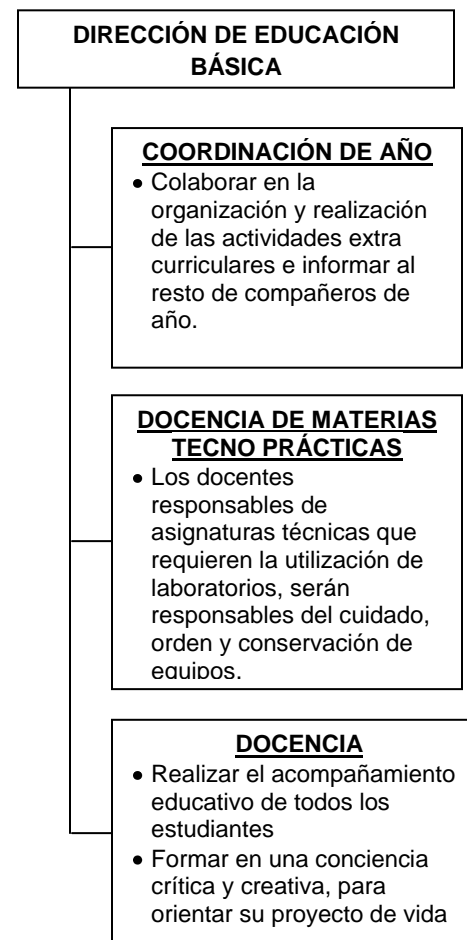 DIRECCIÓN DE EDUCACIÓN
BÁSICA
COORDINACIÓN DE AÑO
• Colaborar en la
organización y realización
de las actividades extra
curriculares e informar al
resto de compañeros de
año.
DOCENCIA DE MATERIAS
TECNO PRÁCTICAS
• Los docentes
responsables de
asignaturas técnicas que
requieren la utilización de
laboratorios, serán
responsables del cuidado,
orden y conservación de
equipos.
DOCENCIA
• Realizar el acompañamiento
educativo de todos los
estudiantes
• Formar en una conciencia
crítica y creativa, para
orientar su proyecto de vida